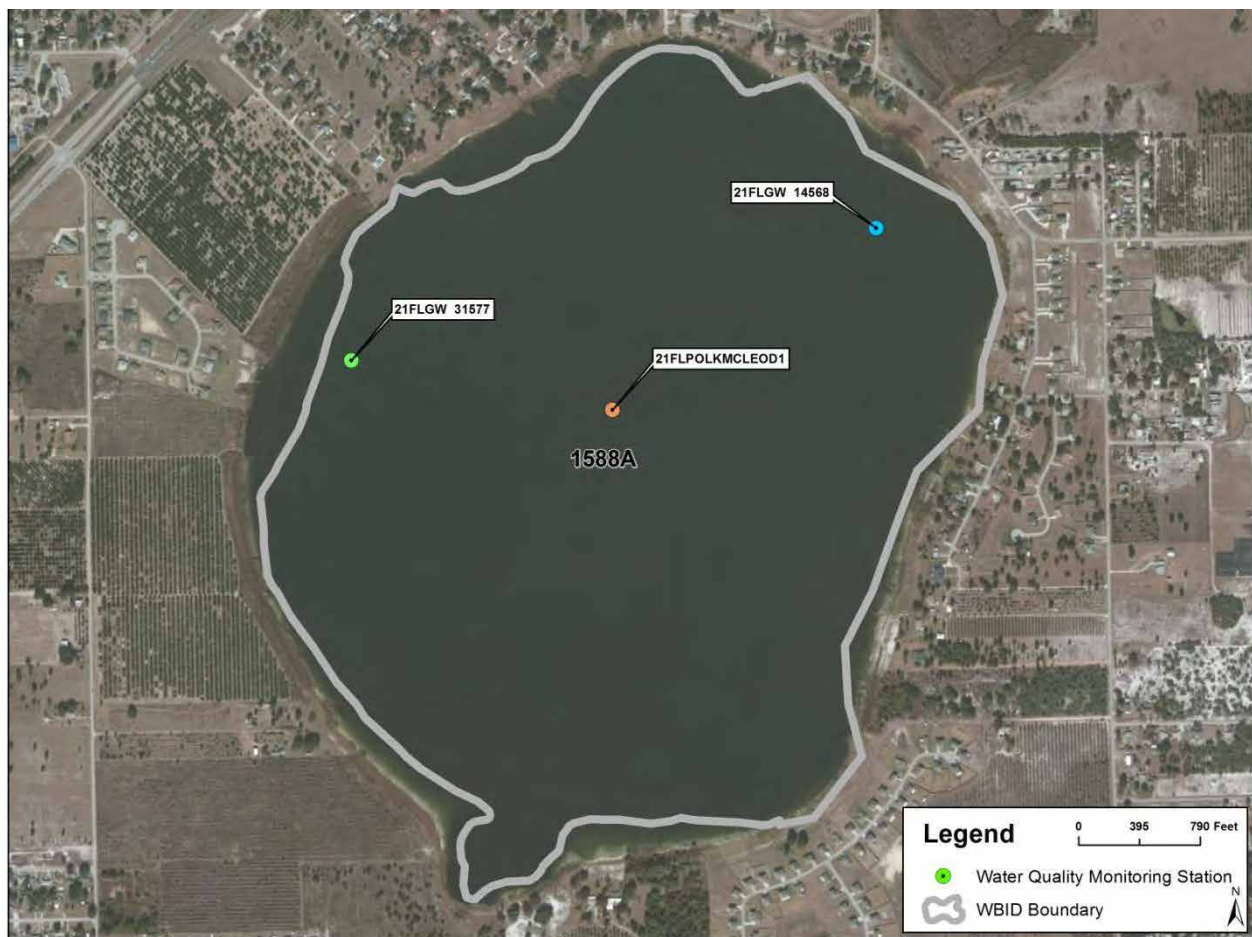 21FLGW 14568
21FLGW 31577
21FLPOLKMCLEOD1
1588A
Legend
0 395 790 Feet
Water Quality Monitoring Station
WBID Boundary
N